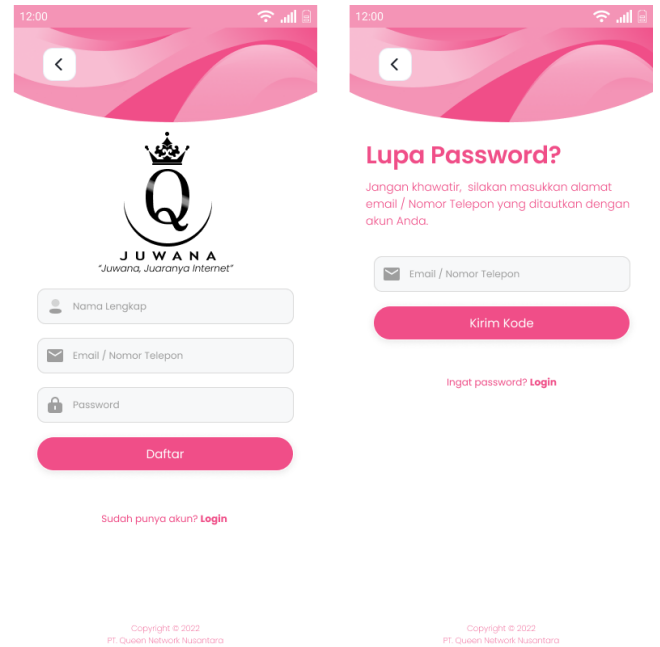 12:00
Q
JUWANA
"Juwana, Juaranya Internet"
Nama Lengkap
Email / Nomor Telepon
Password
Daftar
Sudah punya akun? Login
Copyright © 2022
PT. Queen Network Nusantara
12:00
Lupa Password?
Jangan khawatir, silakan masukkan alamat
email / Nomor Telepon yang ditautkan dengan
akun Anda.
Email / Nomor Telepon
Kirim Kode
Ingat password? Login
Copyright © 2022
PT. Queen Network Nusantara